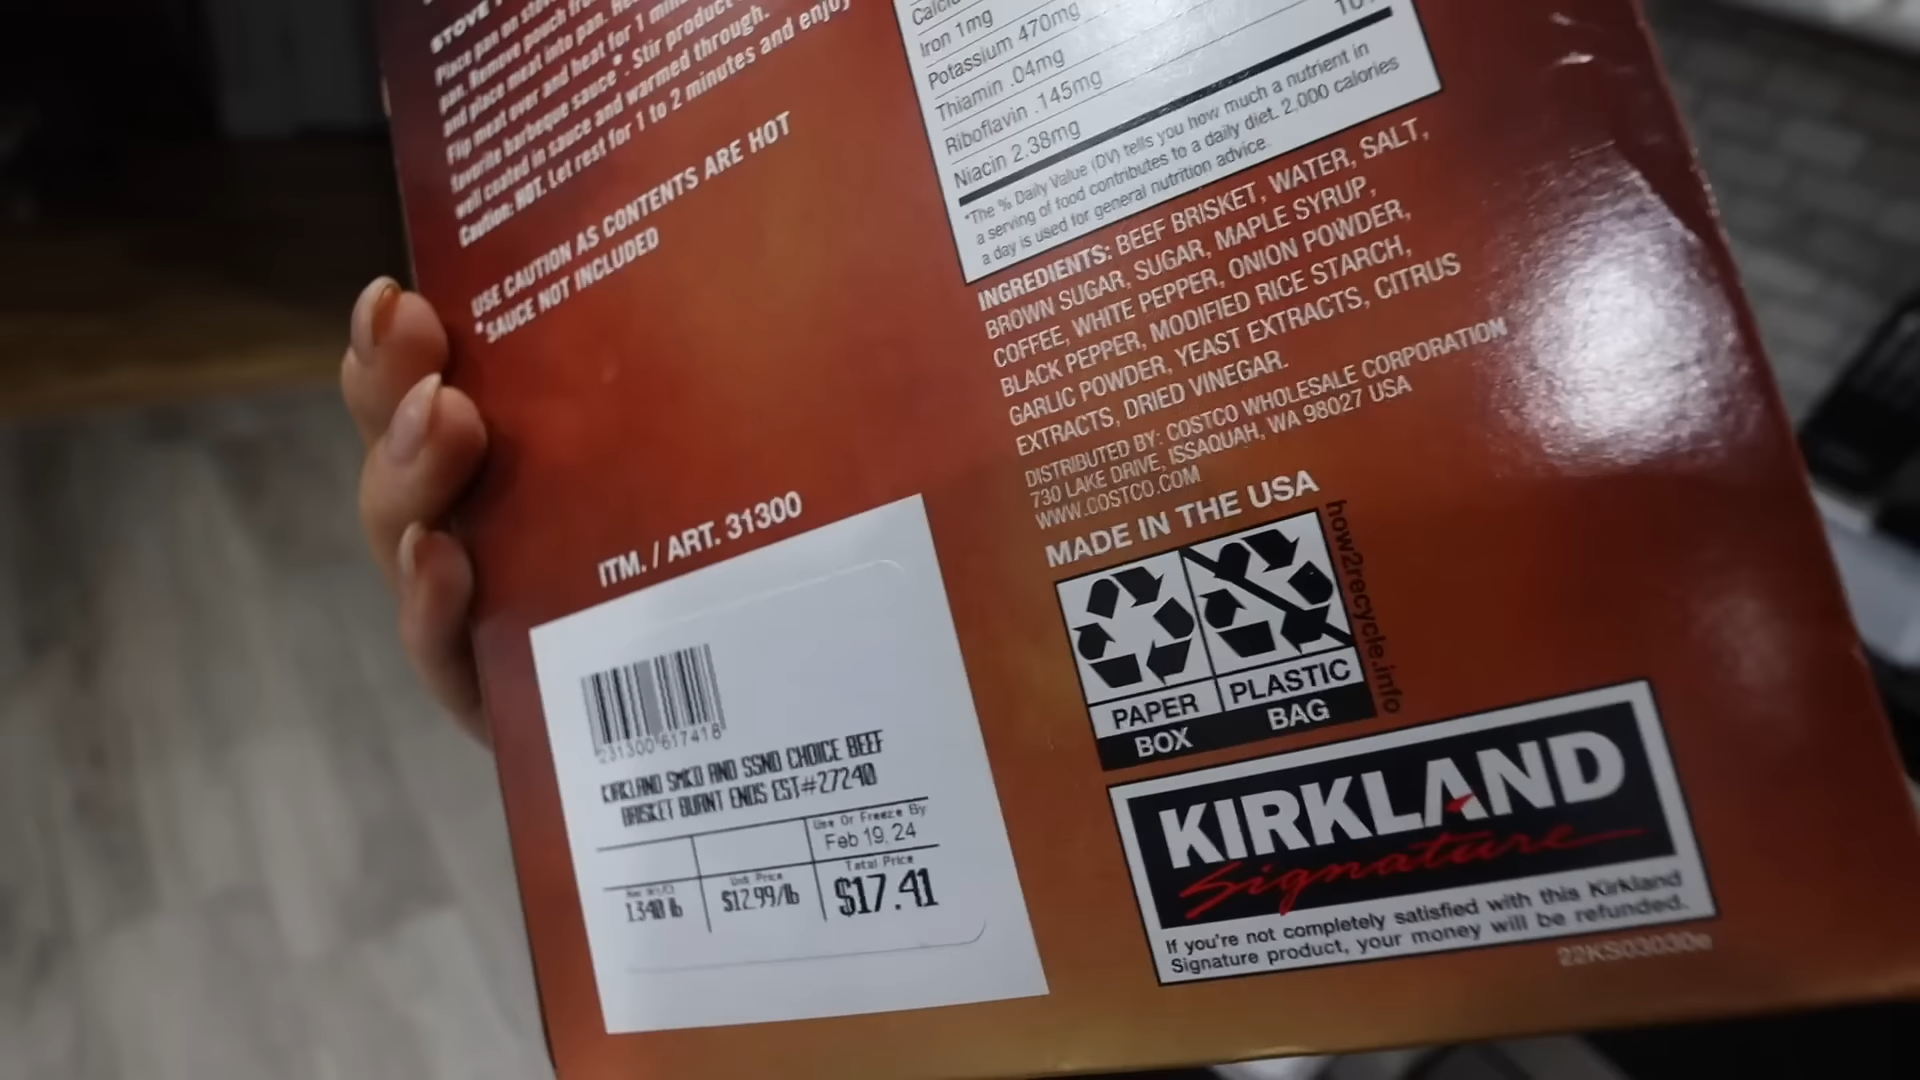 STOVE
Place pan on stov
pan. Remove pouch fr
and place meat into pan. He
Flip meat over and heat for 1 min
favorite barbeque sauce*. Stir product
well coated in sauce and warmed through.
Caution: HOT. Let rest for 1 to 2 minutes and enjoy
USE CAUTION AS CONTENTS ARE HOT
*SAUCE NOT INCLUDED
Calciu
Iron 1mg
Potassium 470mg
10
Thiamin .04mg
Riboflavin .145mg
Niacin 2.38mg
*The % Daily Value (DV) tells you how much a nutrient in
a serving of food contributes to a daily diet. 2,000 calories
a day is used for general nutrition advice.
INGREDIENTS: BEEF BRISKET, WATER, SALT,
BROWN SUGAR, SUGAR, MAPLE SYRUP,
COFFEE, WHITE PEPPER, ONION POWDER,
BLACK PEPPER, MODIFIED RICE STARCH,
GARLIC POWDER, YEAST EXTRACTS, CITRUS
EXTRACTS, DRIED VINEGAR.
DISTRIBUTED BY: COSTCO WHOLESALE CORPORATION
730 LAKE DRIVE, ISSAQUAH, WA 98027 USA
WWW.COSTCO.COM
MADE IN THE USA
how2recycle.info
PAPER PLASTIC
BOX BAG
ITM. / ART. 31300
231300 617418
KIRKLAND SMKD AND SSND CHOICE BEEF
BRISKET BURNT ENDS EST#27240
Use Or Freeze By
Feb 19, 24
Unit Price
Total Price
1.340 lb
$12.99/lb
$17.41
KIRKLAND
Signature
If you're not completely satisfied with this Kirkland
Signature product, your money will be refunded.
22KS03030e